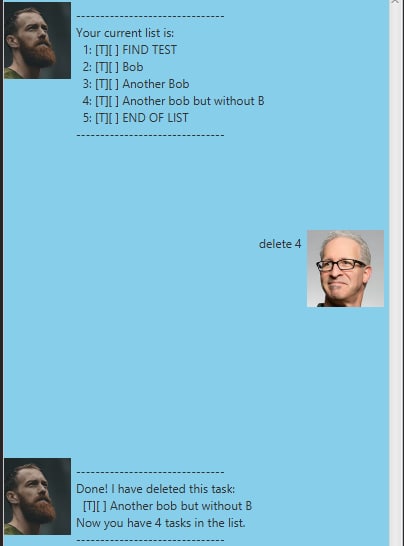 -------------------------------
Your current list is:
1: [T][ ] FIND TEST
2: [T][ ] Bob
3: [T][ ] Another Bob
4: [T][ ] Another bob but without B
5: [T][ ] END OF LIST
-------------------------------
delete 4
-------------------------------
Done! I have deleted this task:
[T][ ] Another bob but without B
Now you have 4 tasks in the list.
-------------------------------